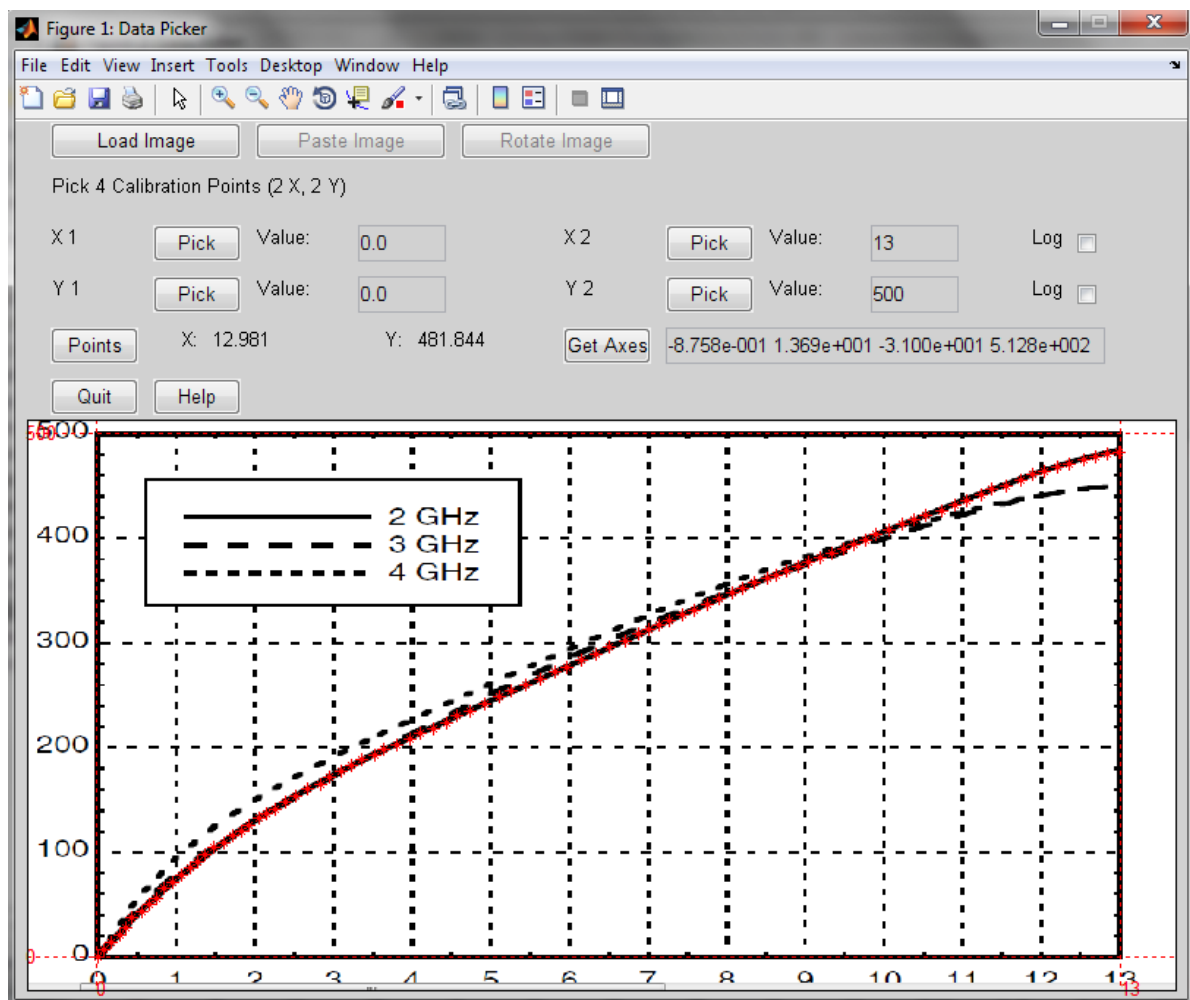 Figure 1: Data Picker
File Edit View Insert Tools Desktop Window Help
Load Image Paste Image Rotate Image
Pick 4 Calibration Points (2 X, 2 Y)
X 1 Pick Value: 0.0 X 2 Pick Value: 13 Log
Y 1 Pick Value: 0.0 Y 2 Pick Value: 500 Log
Points X: 12.981 Y: 481.844 Get Axes -8.758e-001 1.369e+001 -3.100e+001 5.128e+002
Quit Help
500 500
2 GHz
400
3 GHz
4 GHz
300
200
100
0 0
0 1 2 3 4 5 6 7 8 9 10 11 12 13
0 13